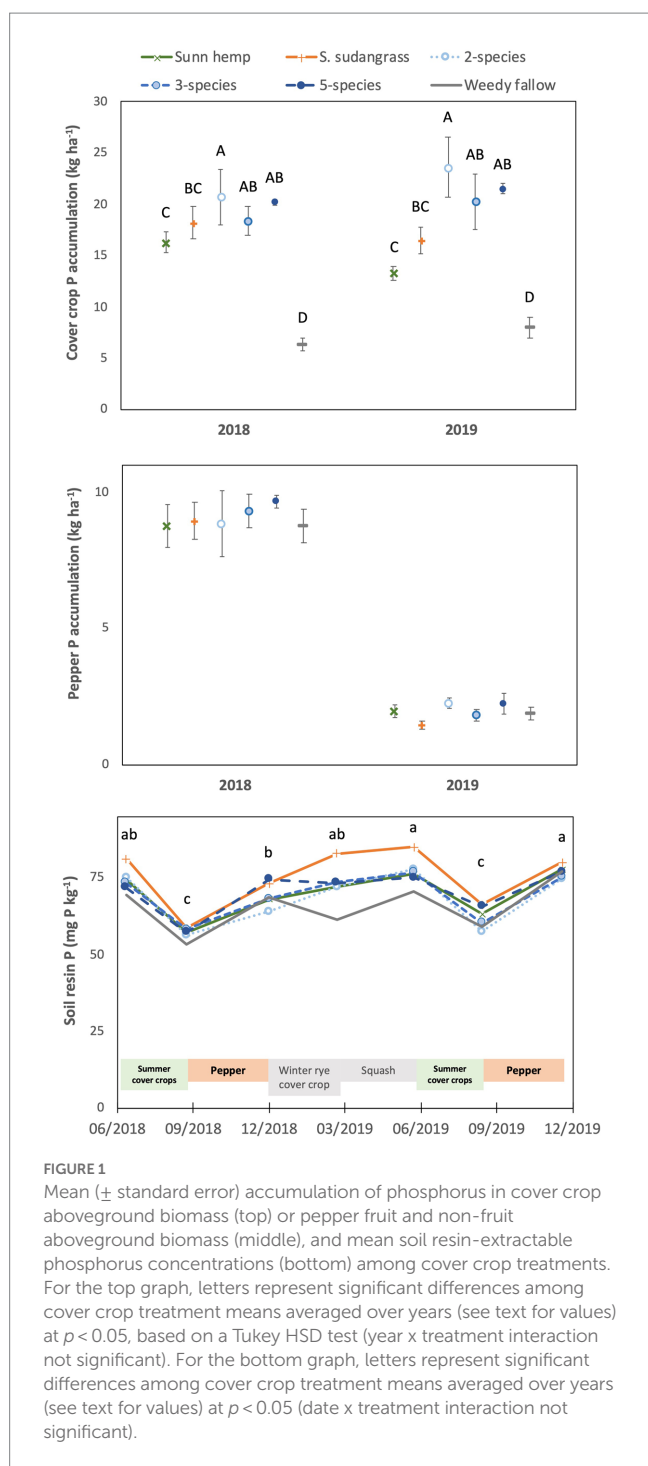 Sunn hemp S. sudangrass 2-species
3-species 5-species Weedy fallow
Cover crop P accumulation (kg ha⁻¹)
30
25
20
15
10
5
0
C BC A AB AB D
C BC A AB AB D
2018 2019
Pepper P accumulation (kg ha⁻¹)
10
5
0
2018 2019
Soil resin P (mg P kg⁻¹)
75
50
25
0
ab c b ab a c a
Summer cover crops
Pepper
Winter rye cover crop
Squash
Summer cover crops
Pepper
06/2018 09/2018 12/2018 03/2019 06/2019 09/2019 12/2019
FIGURE 1
Mean (± standard error) accumulation of phosphorus in cover crop
aboveground biomass (top) or pepper fruit and non-fruit
aboveground biomass (middle), and mean soil resin-extractable
phosphorus concentrations (bottom) among cover crop treatments.
For the top graph, letters represent significant differences among
cover crop treatment means averaged over years (see text for values)
at p < 0.05, based on a Tukey HSD test (year x treatment interaction
not significant). For the bottom graph, letters represent significant
differences among cover crop treatment means averaged over years
(see text for values) at p < 0.05 (date x treatment interaction not
significant).